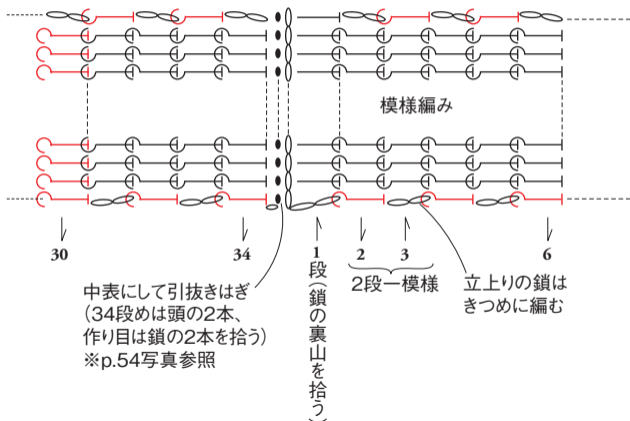 模様編み
30
34
1
段(鎖の裏山を拾う)
2
3
6
2段一模様
立上りの鎖は
きつめに編む
中表にして引抜きはぎ
(34段めは頭の2本、
作り目は鎖の2本を拾う)
※p.54写真参照